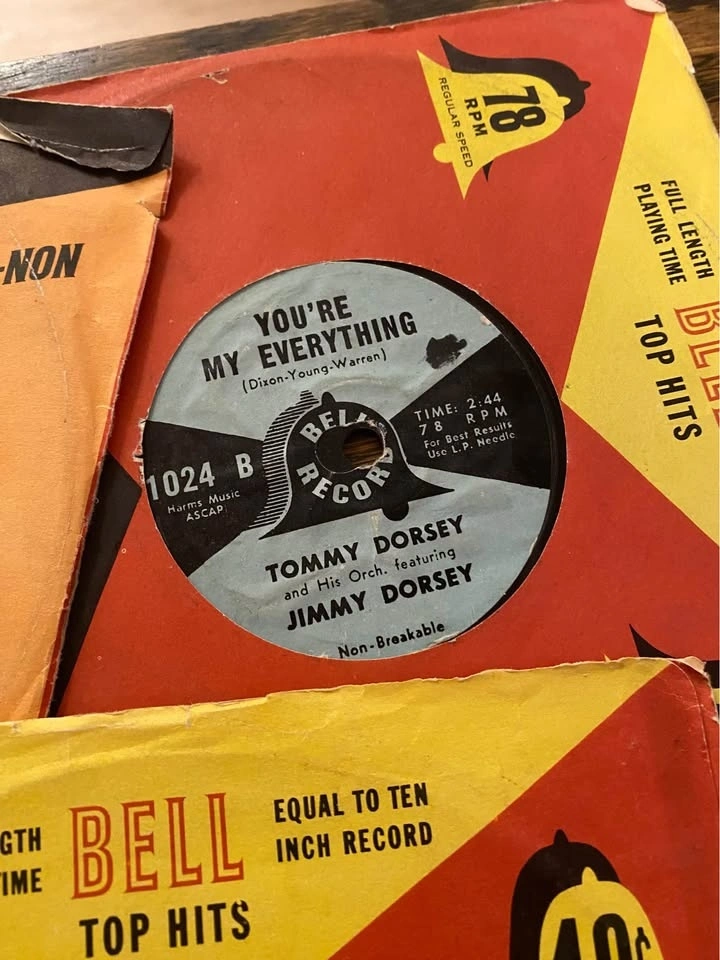 78
RPM
REGULAR SPEED
FULL LENGTH
PLAYING TIME
TOP HITS
-NON
YOU'RE
MY EVERYTHING
(Dixon-Young-Warren)
BELL
RECORD
TIME: 2:44
78 RPM
For Best Results
Use L.P. Needle
1024 B
Harms Music
ASCAP
TOMMY DORSEY
and His Orch. featuring
JIMMY DORSEY
Non-Breakable
GTH
IME
BELL
TOP HITS
EQUAL TO TEN
INCH RECORD